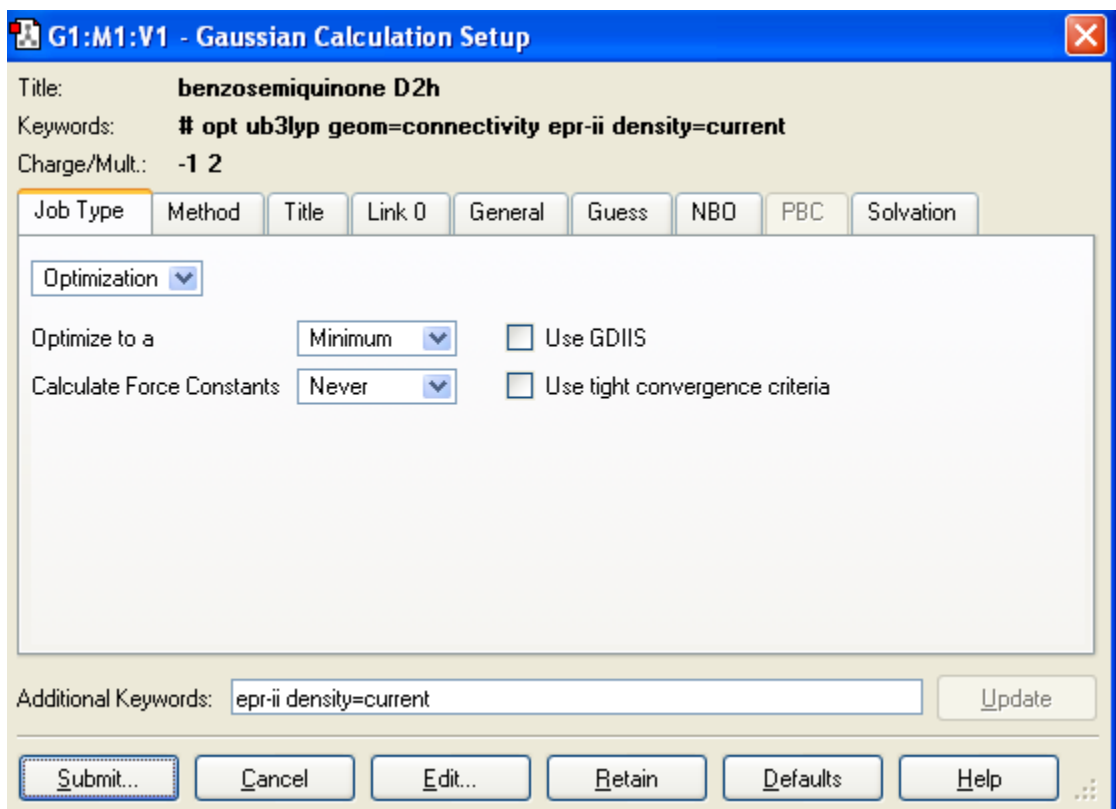 G1:M1:V1 - Gaussian Calculation Setup
Title: benzosemiquinone D2h
Keywords: # opt ub3lyp geom=connectivity epr-ii density=current
Charge/Mult.: -1 2
Job Type Method Title Link 0 General Guess NBO PBC Solvation
Optimization
Optimize to a Minimum Use GDIIS
Calculate Force Constants Never Use tight convergence criteria
Additional Keywords: epr-ii density=current Update
Submit... Cancel Edit... Retain Defaults Help